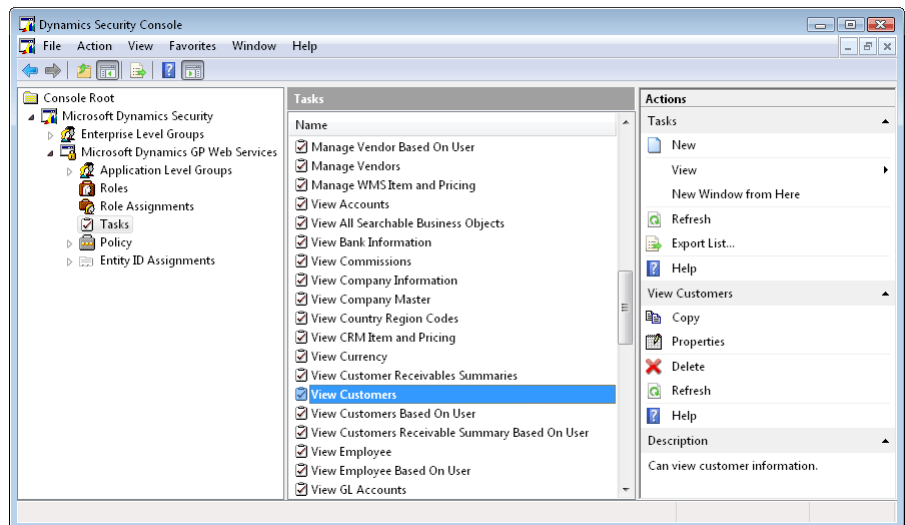 Dynamics Security Console
File Action View Favorites Window Help
Console Root
Microsoft Dynamics Security
Enterprise Level Groups
Microsoft Dynamics GP Web Services
Application Level Groups
Roles
Role Assignments
Tasks
Policy
Entity ID Assignments
Tasks
Name
Manage Vendor Based On User
Manage Vendors
Manage WMS Item and Pricing
View Accounts
View All Searchable Business Objects
View Bank Information
View Commissions
View Company Information
View Company Master
View Country Region Codes
View CRM Item and Pricing
View Currency
View Customer Receivables Summaries
View Customers
View Customers Based On User
View Customers Receivable Summary Based On User
View Employee
View Employee Based On User
View GL Accounts
Actions
Tasks
New
View
New Window from Here
Refresh
Export List...
Help
View Customers
Copy
Properties
Delete
Refresh
Help
Description
Can view customer information.